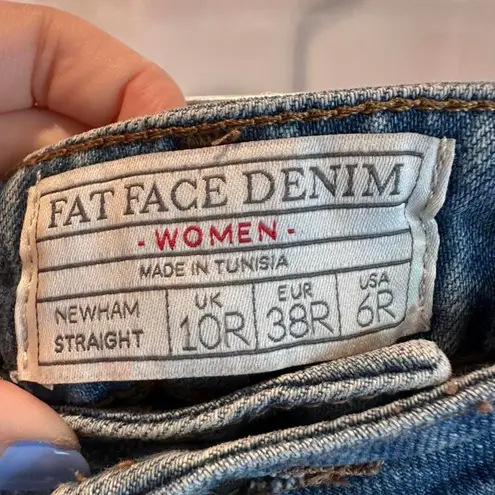 FAT FACE DENIM
- WOMEN -
MADE IN TUNISIA
NEWHAM STRAIGHT
UK 10R
EUR 38R
USA 6R